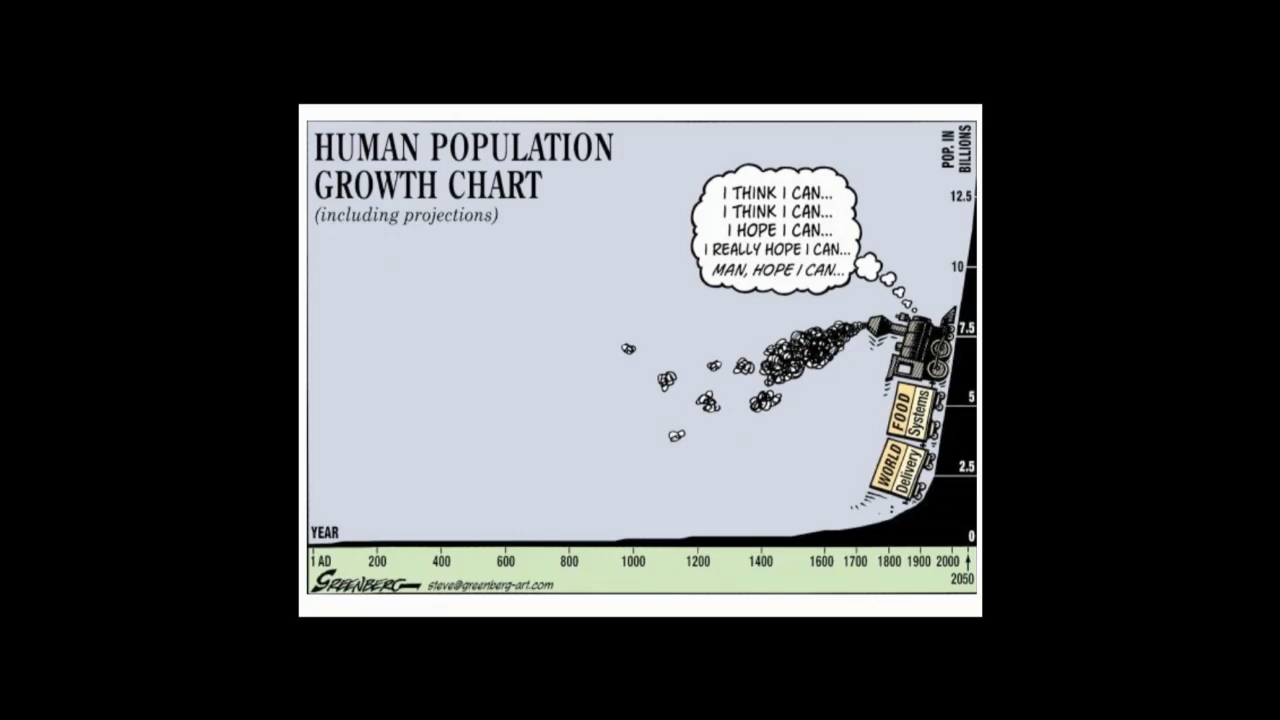 HUMAN POPULATION
GROWTH CHART
(including projections)
POP. IN
BILLIONS
I THINK I CAN...
I THINK I CAN...
I HOPE I CAN...
I REALLY HOPE I CAN...
MAN, HOPE I CAN...
12.5
10
7.5
5
2.5
0
FOOD
Systems
WORLD
Delivery
YEAR
1 AD 200 400 600 800 1000 1200 1400 1600 1700 1800 1900 2000
2050
GREENBERG steve@greenberg-art.com